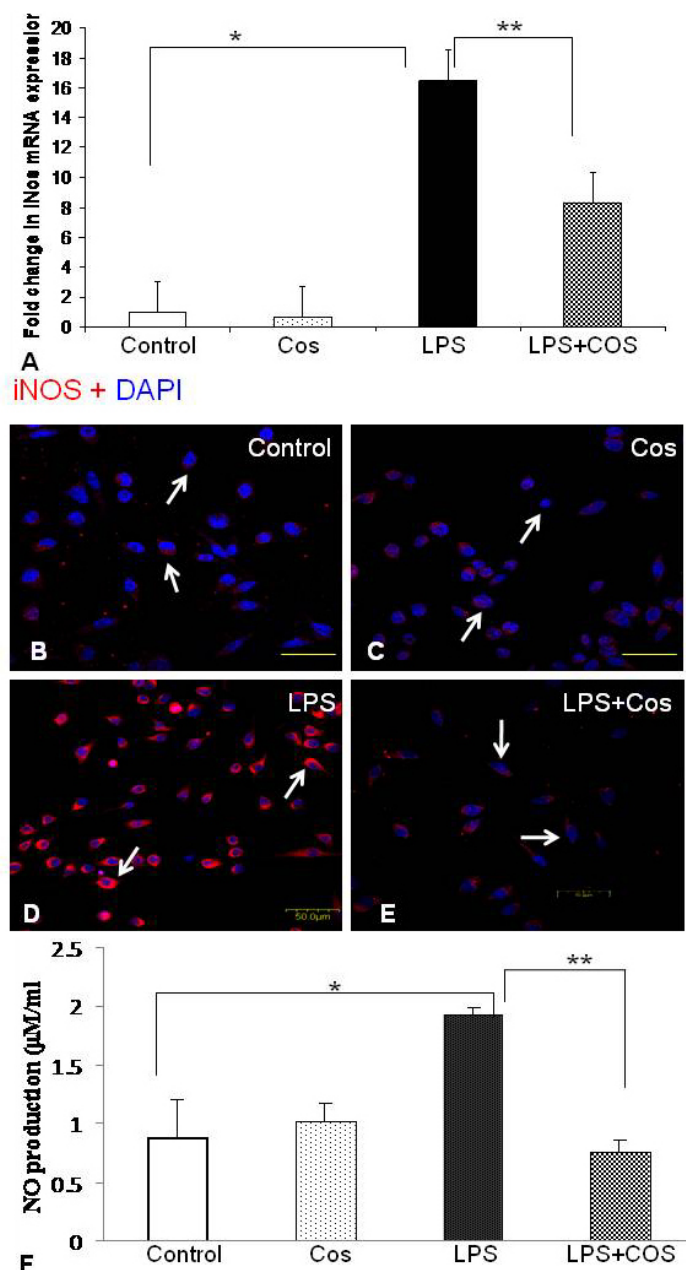 Fold change in iNos mRNA expression
20
18
16
14
12
10
8
6
4
2
0
*
**
Control Cos LPS LPS+COS
A
iNOS + DAPI
Control
B
Cos
C
LPS
D
50.0µm
LPS+Cos
E
NO production (µM/ml
2.5
2
1.5
1
0.5
0
*
**
Control Cos LPS LPS+COS
F